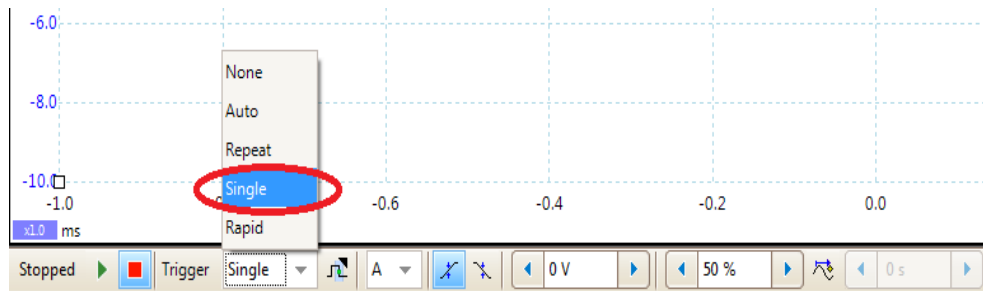 -6.0
None
-8.0
Auto
Repeat
-10.0
Single
-1.0 -0.6 -0.4 -0.2 0.0
x1.0 ms
Rapid
Stopped Trigger Single A 0 V 50 % 0 s